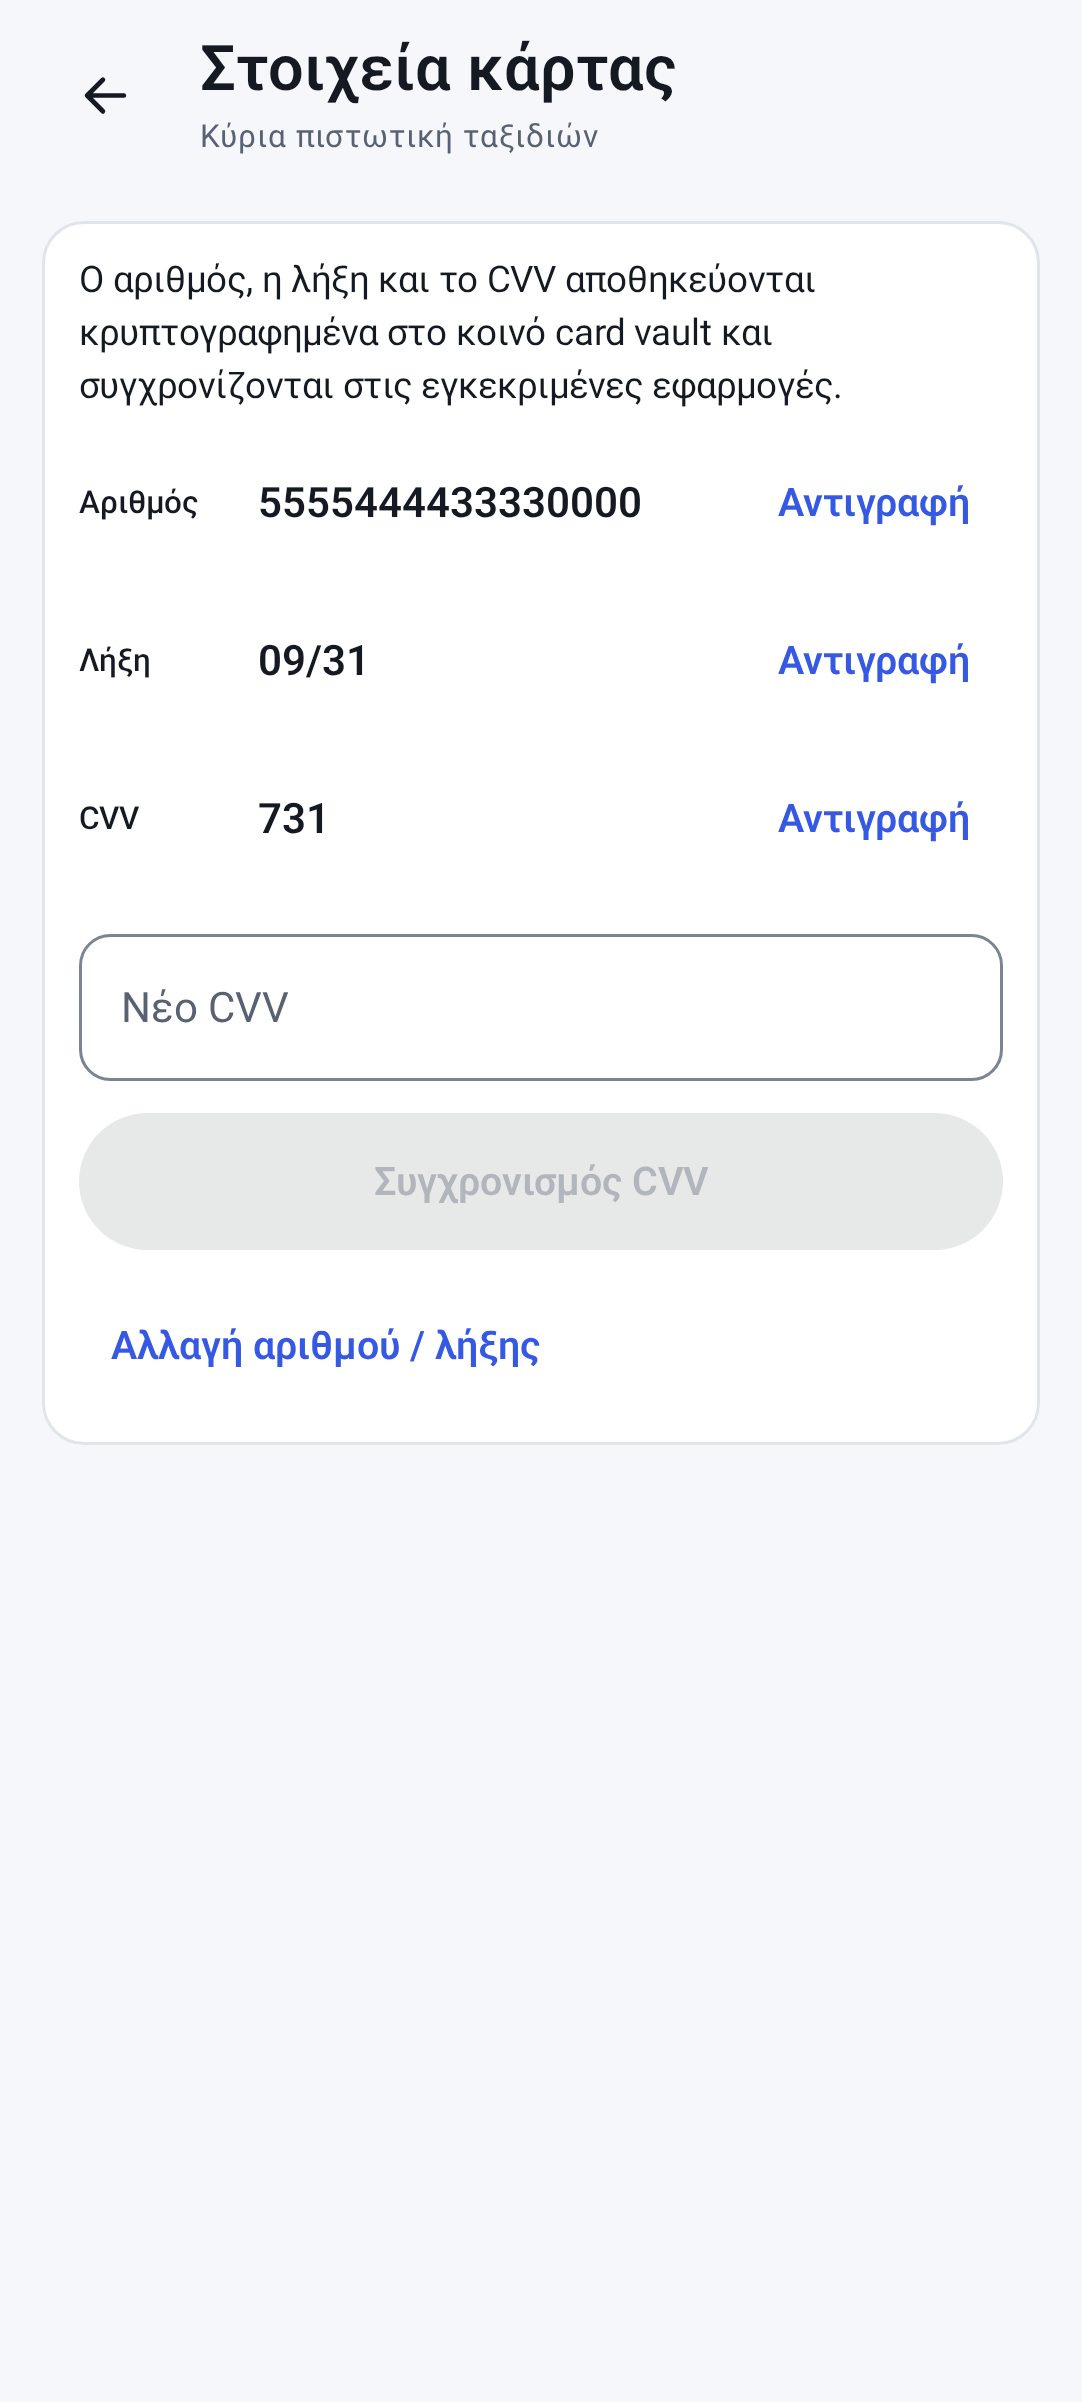 Στοιχεία κάρτας
Κύρια πιστωτική ταξιδιών
Ο αριθμός, η λήξη και το CVV αποθηκεύονται
κρυπτογραφημένα στο κοινό card vault και
συγχρονίζονται στις εγκεκριμένες εφαρμογές.
Αριθμός 5555444433330000 Αντιγραφή
Λήξη 09/31 Αντιγραφή
CVV 731 Αντιγραφή
Νέο CVV
Συγχρονισμός CVV
Αλλαγή αριθμού / λήξης